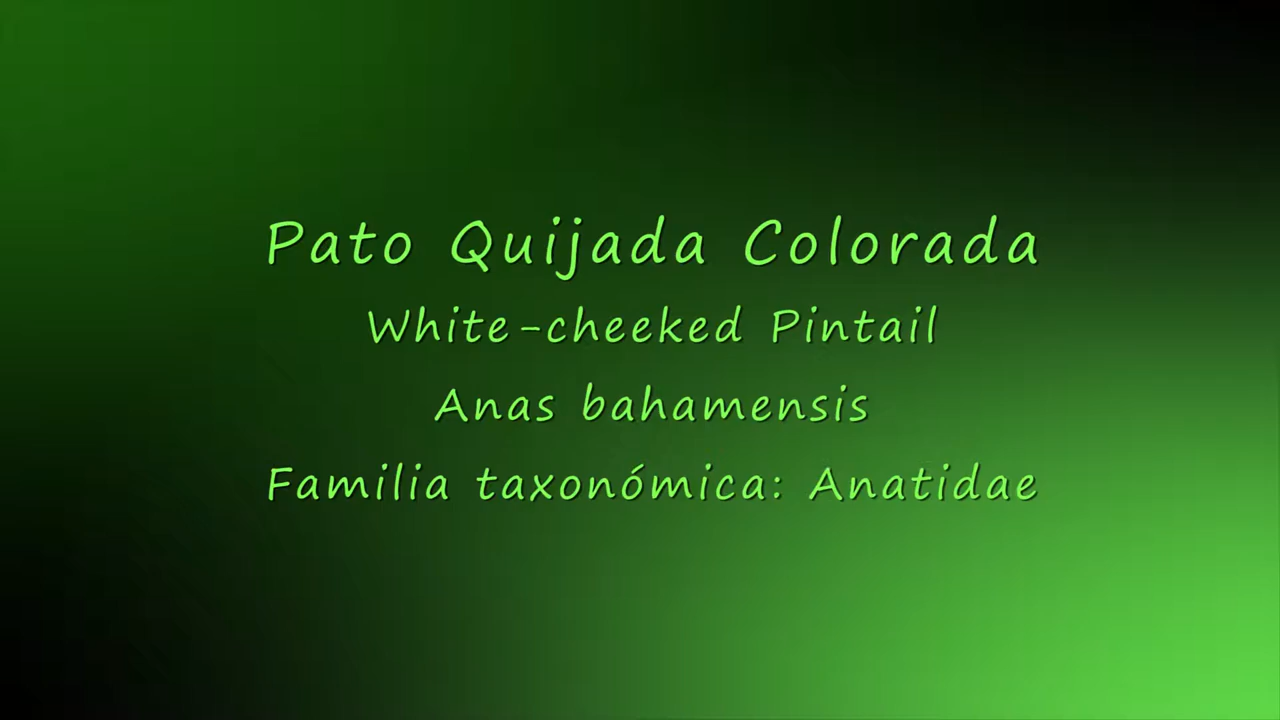 Pato Quijada Colorada
White-cheeked Pintail
Anas bahamensis
Familia taxonómica: Anatidae